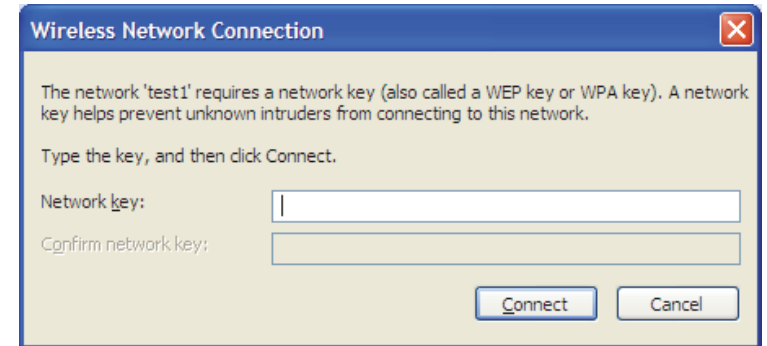 Wireless Network Connection
The network 'test1' requires a network key (also called a WEP key or WPA key). A network
key helps prevent unknown intruders from connecting to this network.
Type the key, and then click Connect.
Network key:
Confirm network key:
Connect Cancel